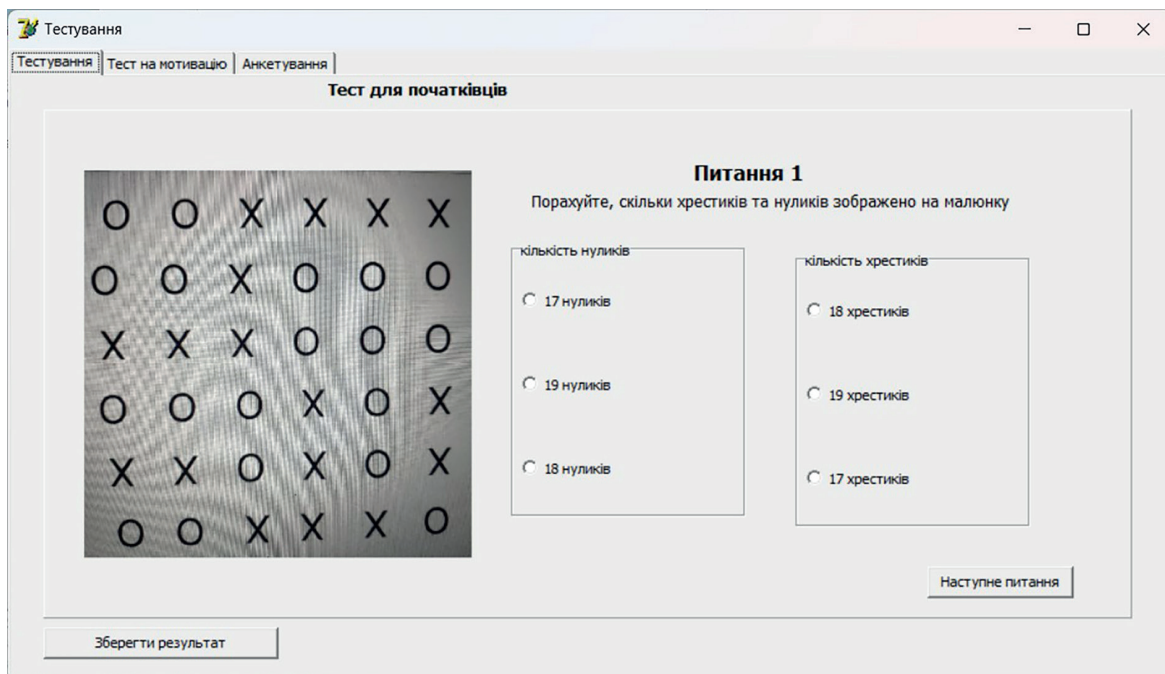 Тестування
Тестування Тест на мотивацію Анкетування
Тест для початківців
Питання 1
Порахуйте, скільки хрестиків та нуликів зображено на малюнку
O O X X X X
O O X O O O
X X X O O O
O O O X O X
X X O X O X
O O X X X O
кількість нуликів
17 нуликів
19 нуликів
18 нуликів
кількість хрестиків
18 хрестиків
19 хрестиків
17 хрестиків
Наступне питання
Зберегти результат